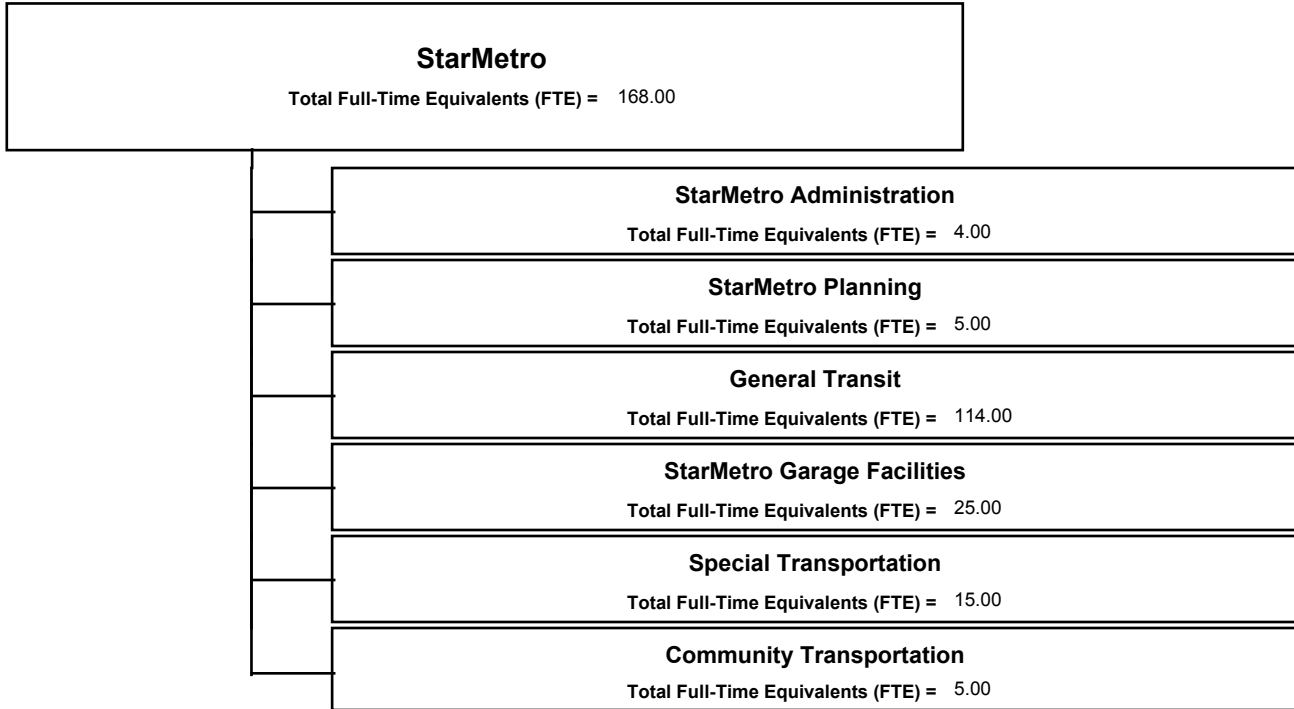 StarMetro
Total Full-Time Equivalents (FTE) = 168.00
StarMetro Administration
Total Full-Time Equivalents (FTE) = 4.00
StarMetro Planning
Total Full-Time Equivalents (FTE) = 5.00
General Transit
Total Full-Time Equivalents (FTE) = 114.00
StarMetro Garage Facilities
Total Full-Time Equivalents (FTE) = 25.00
Special Transportation
Total Full-Time Equivalents (FTE) = 15.00
Community Transportation
Total Full-Time Equivalents (FTE) = 5.00